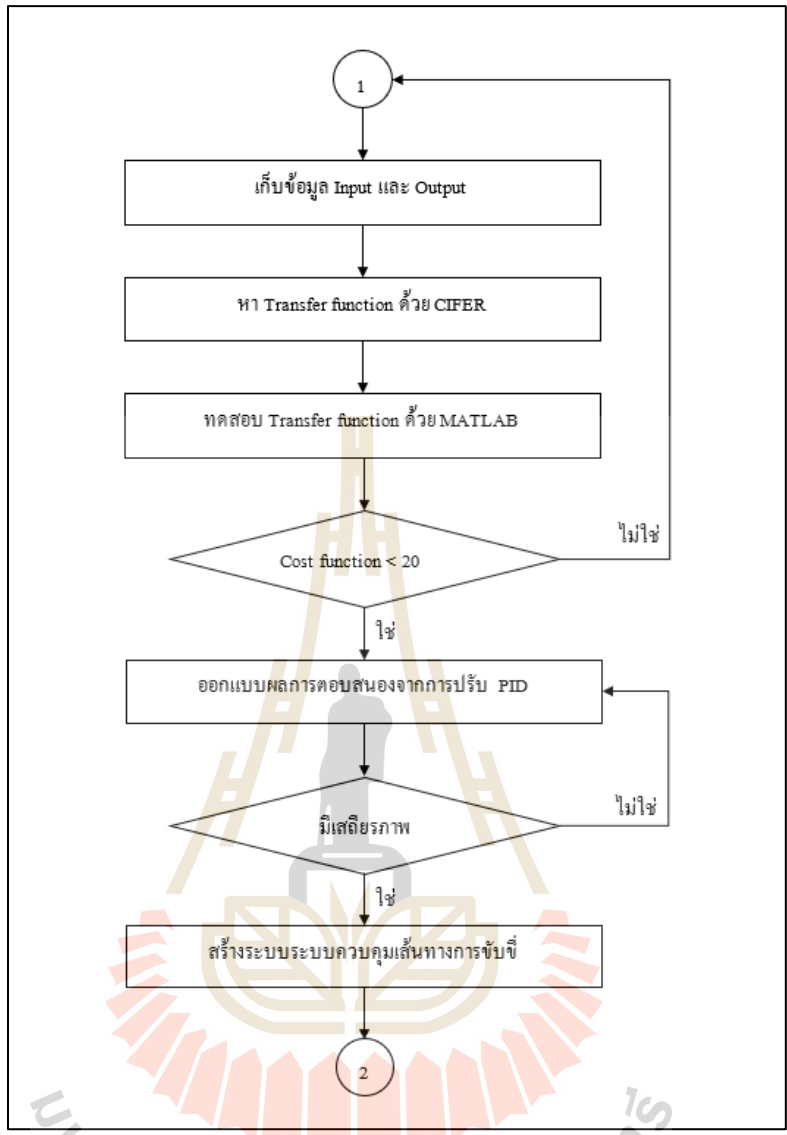 1
เก็บข้อมูล Input และ Output
หา Transfer function ด้วย CIFER
ทดสอบ Transfer function ด้วย MATLAB
ไม่ใช่
Cost function < 20
ใช่
ออกแบบผลการตอบสนองจากการปรับ PID
ไม่ใช่
มีเสถียรภาพ
ใช่
สร้างระบบระบบควบคุมเส้นทางการขับขี่
2